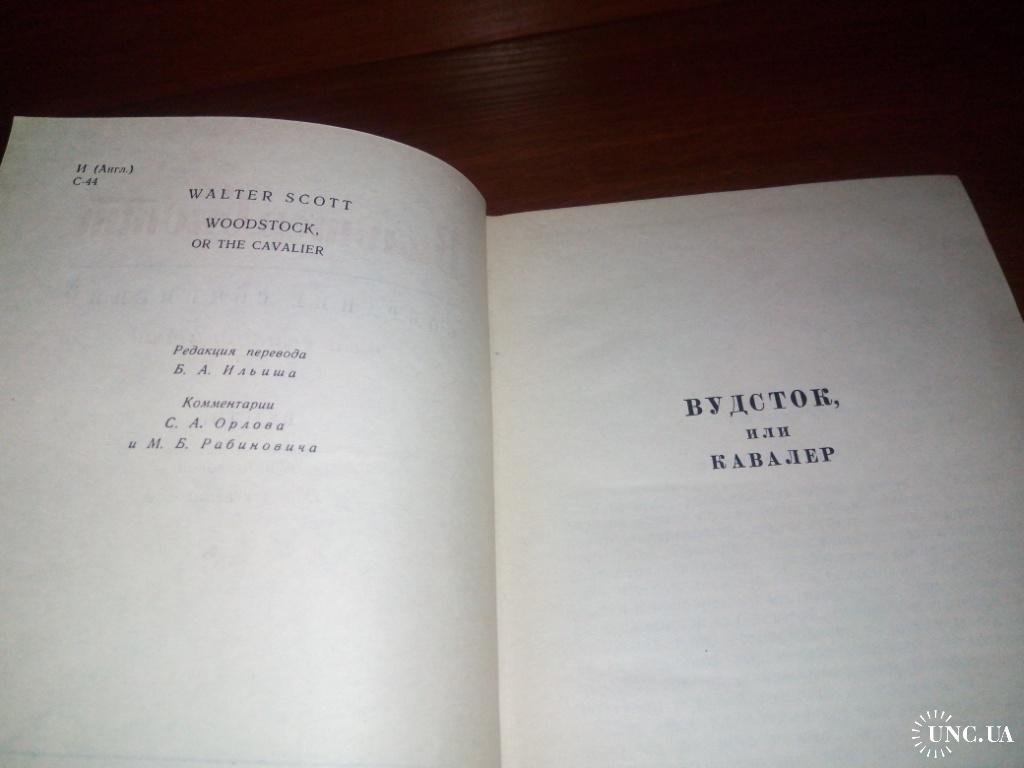 И (Англ.)
С-44
WALTER SCOTT
WOODSTOCK,
OR THE CAVALIER
Редакция перевода
Б. А. Ильиша
Комментарии
С. А. Орлова
и М. Б. Рабиновича
ВУДСТОК,
ИЛИ
КАВАЛЕР
UNC.UA